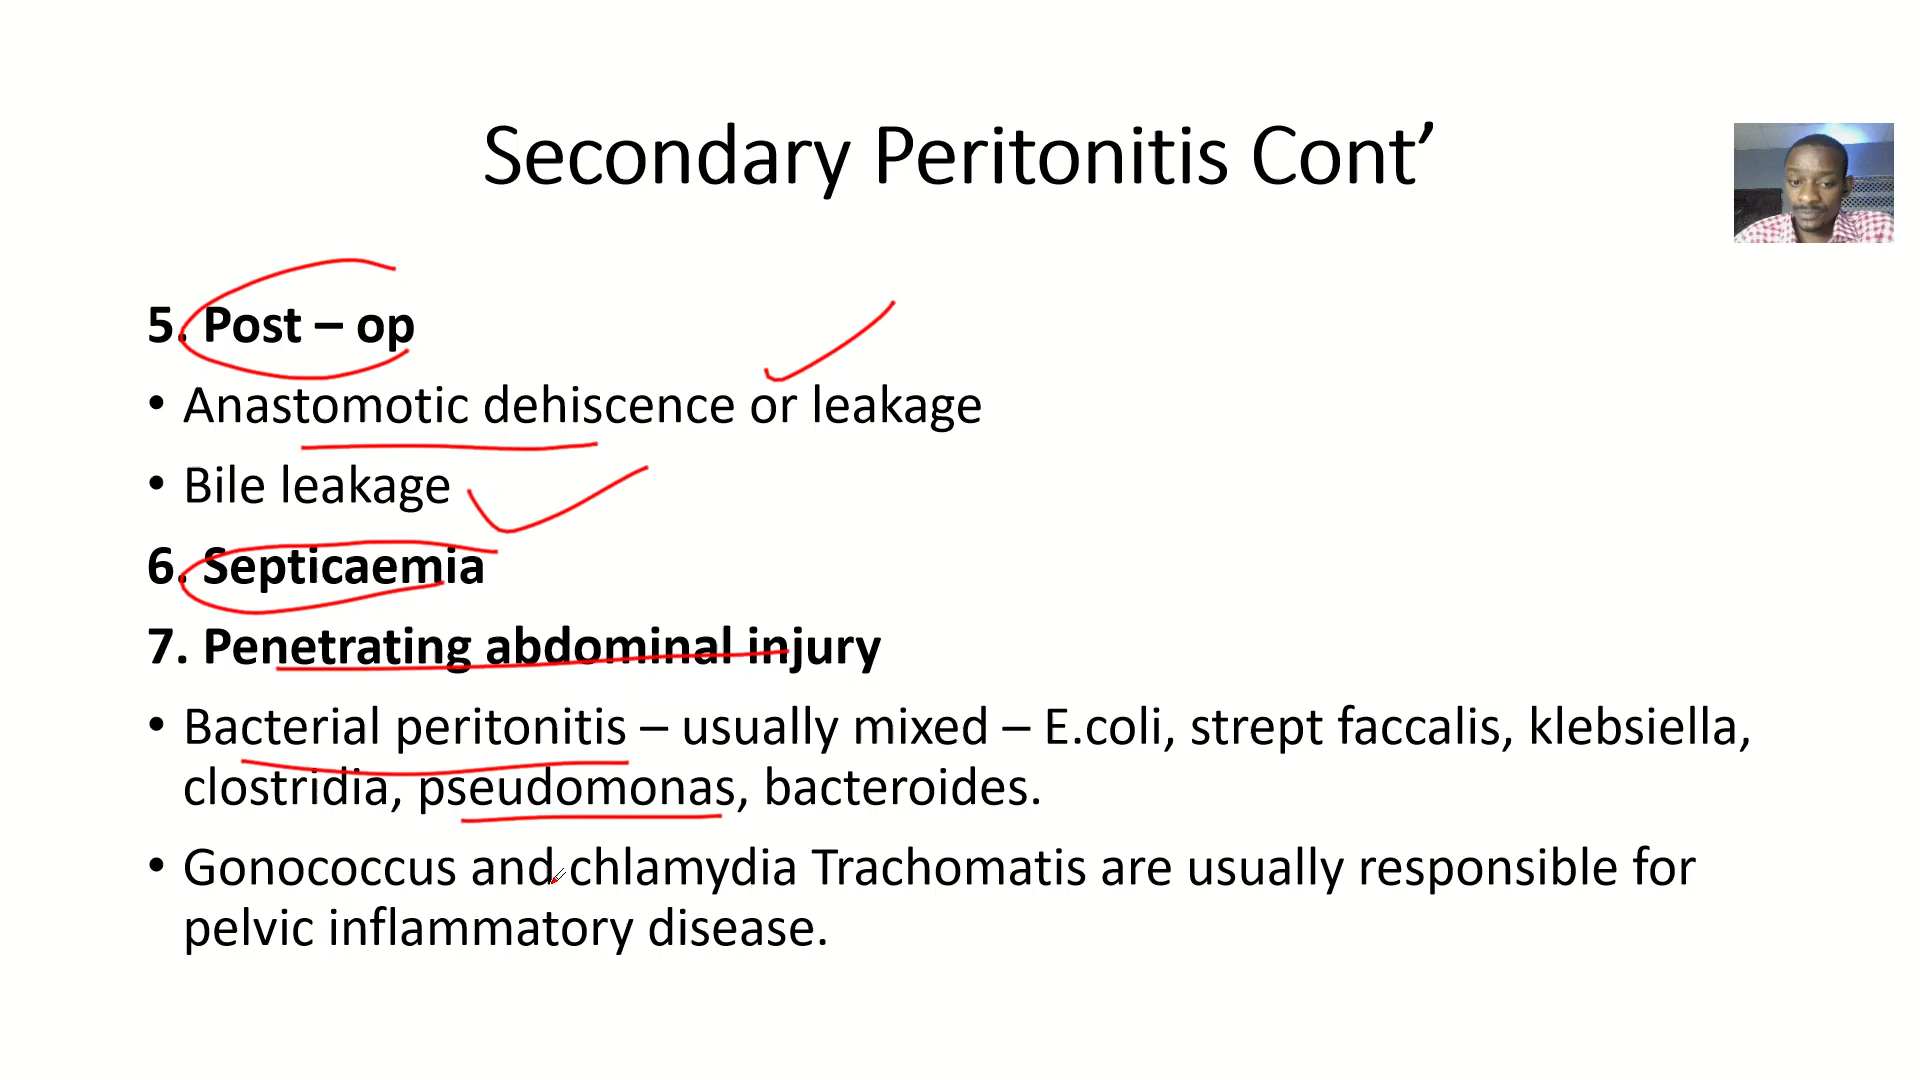 Secondary Peritonitis Cont’
5. Post – op
• Anastomotic dehiscence or leakage
• Bile leakage
6. Septicaemia
7. Penetrating abdominal injury
• Bacterial peritonitis – usually mixed – E.coli, strept faccalis, klebsiella,
clostridia, pseudomonas, bacteroides.
• Gonococcus and chlamydia Trachomatis are usually responsible for
pelvic inflammatory disease.